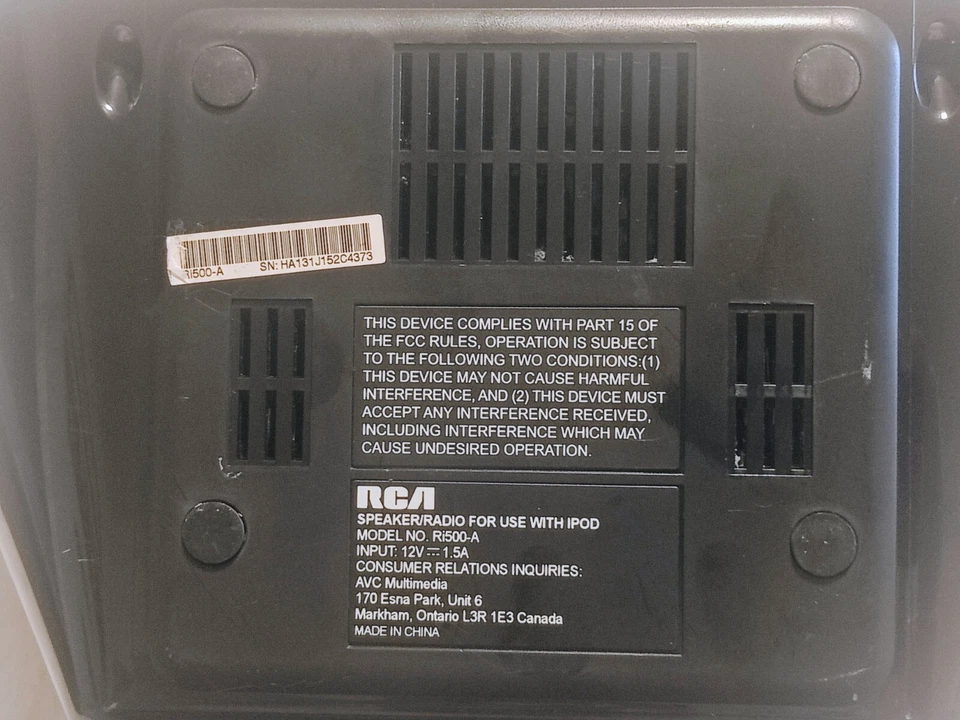 Ri500-A SN: HA131J152C4373
THIS DEVICE COMPLIES WITH PART 15 OF
THE FCC RULES, OPERATION IS SUBJECT
TO THE FOLLOWING TWO CONDITIONS:(1)
THIS DEVICE MAY NOT CAUSE HARMFUL
INTERFERENCE, AND (2) THIS DEVICE MUST
ACCEPT ANY INTERFERENCE RECEIVED,
INCLUDING INTERFERENCE WHICH MAY
CAUSE UNDESIRED OPERATION.
RCA
SPEAKER/RADIO FOR USE WITH IPOD
MODEL NO. Ri500-A
INPUT: 12V ⎓ 1.5A
CONSUMER RELATIONS INQUIRIES:
AVC Multimedia
170 Esna Park, Unit 6
Markham, Ontario L3R 1E3 Canada
MADE IN CHINA